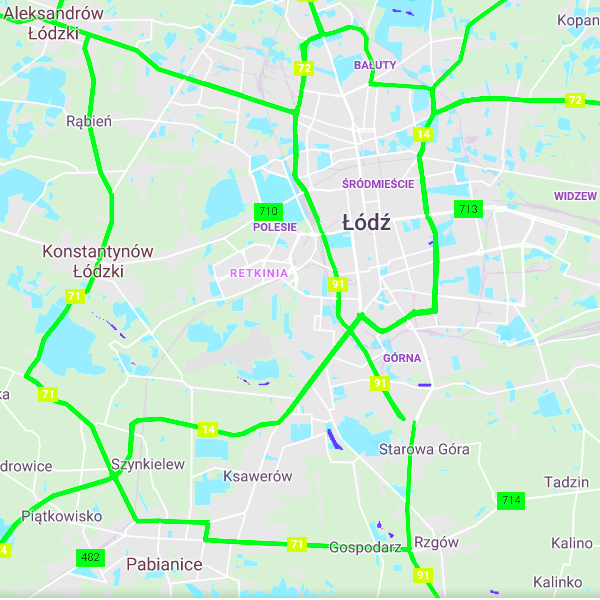 Aleksandrów
Łódzki
Kopan
72
BAŁUTY
72
Rąbień
14
ŚRÓDMIEŚCIE
WIDZEW
710
713
Łódź
POLESIE
Konstantynów
Łódzki
RETKINIA
71
91
GÓRNA
91
71
ka
14
Starowa Góra
Szynkielew
drowice
Ksawerów
Tadzin
714
Piątkowisko
4
71
Gospodarz
Rzgów
Kalino
482
Pabianice
91
Kalinko